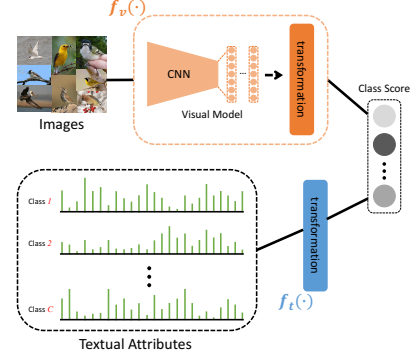 f_v(·)
CNN
...
Visual Model
transformation
Images
Class Score
Class 1
Class 2
Class C
transformation
f_t(·)
Textual Attributes